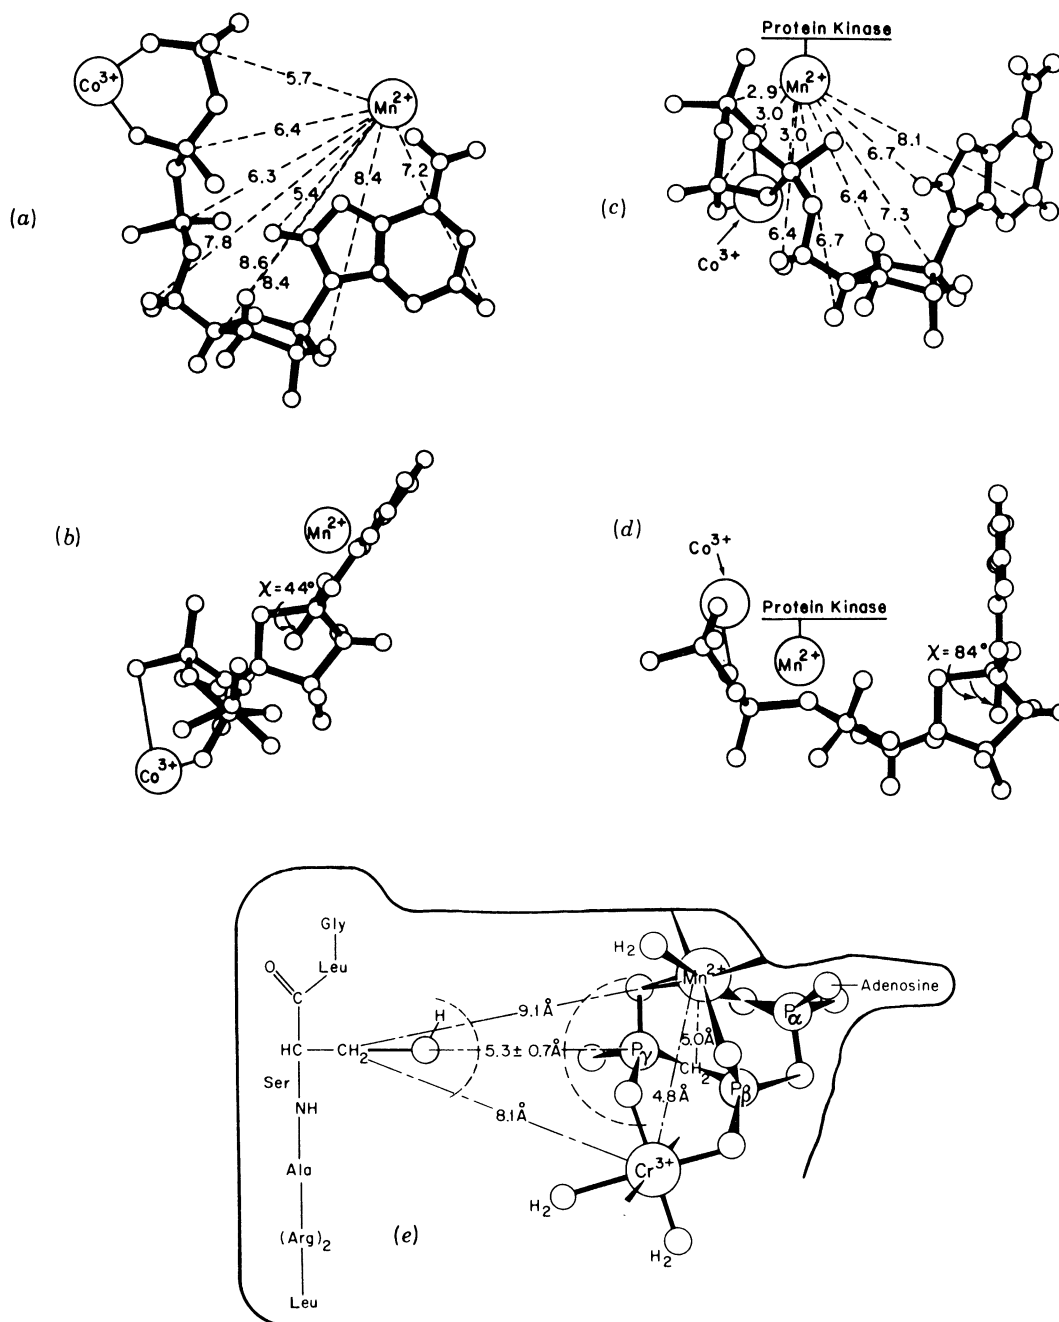 (a)
Co3+
Mn2+
5.7
6.4
6.3
5.4
7.8
8.6
8.4
8.4
7.2
(c)
Protein Kinase
Mn2+
2.9
3.0
3.0
8.1
6.7
6.4
7.3
6.4
6.7
Co3+
(b)
Mn2+
χ=44°
Co3+
(d)
Co3+
Protein Kinase
Mn2+
χ=84°
(e)
Gly
Leu
O
C
HC
CH2
H
Ser
NH
Ala
(Arg)2
Leu
9.1Å
5.3± 0.7Å
8.1Å
H2
Mn2+
Pα
Adenosine
Pγ
5.0Å
CH2
Pβ
4.8Å
Cr3+
H2
H2